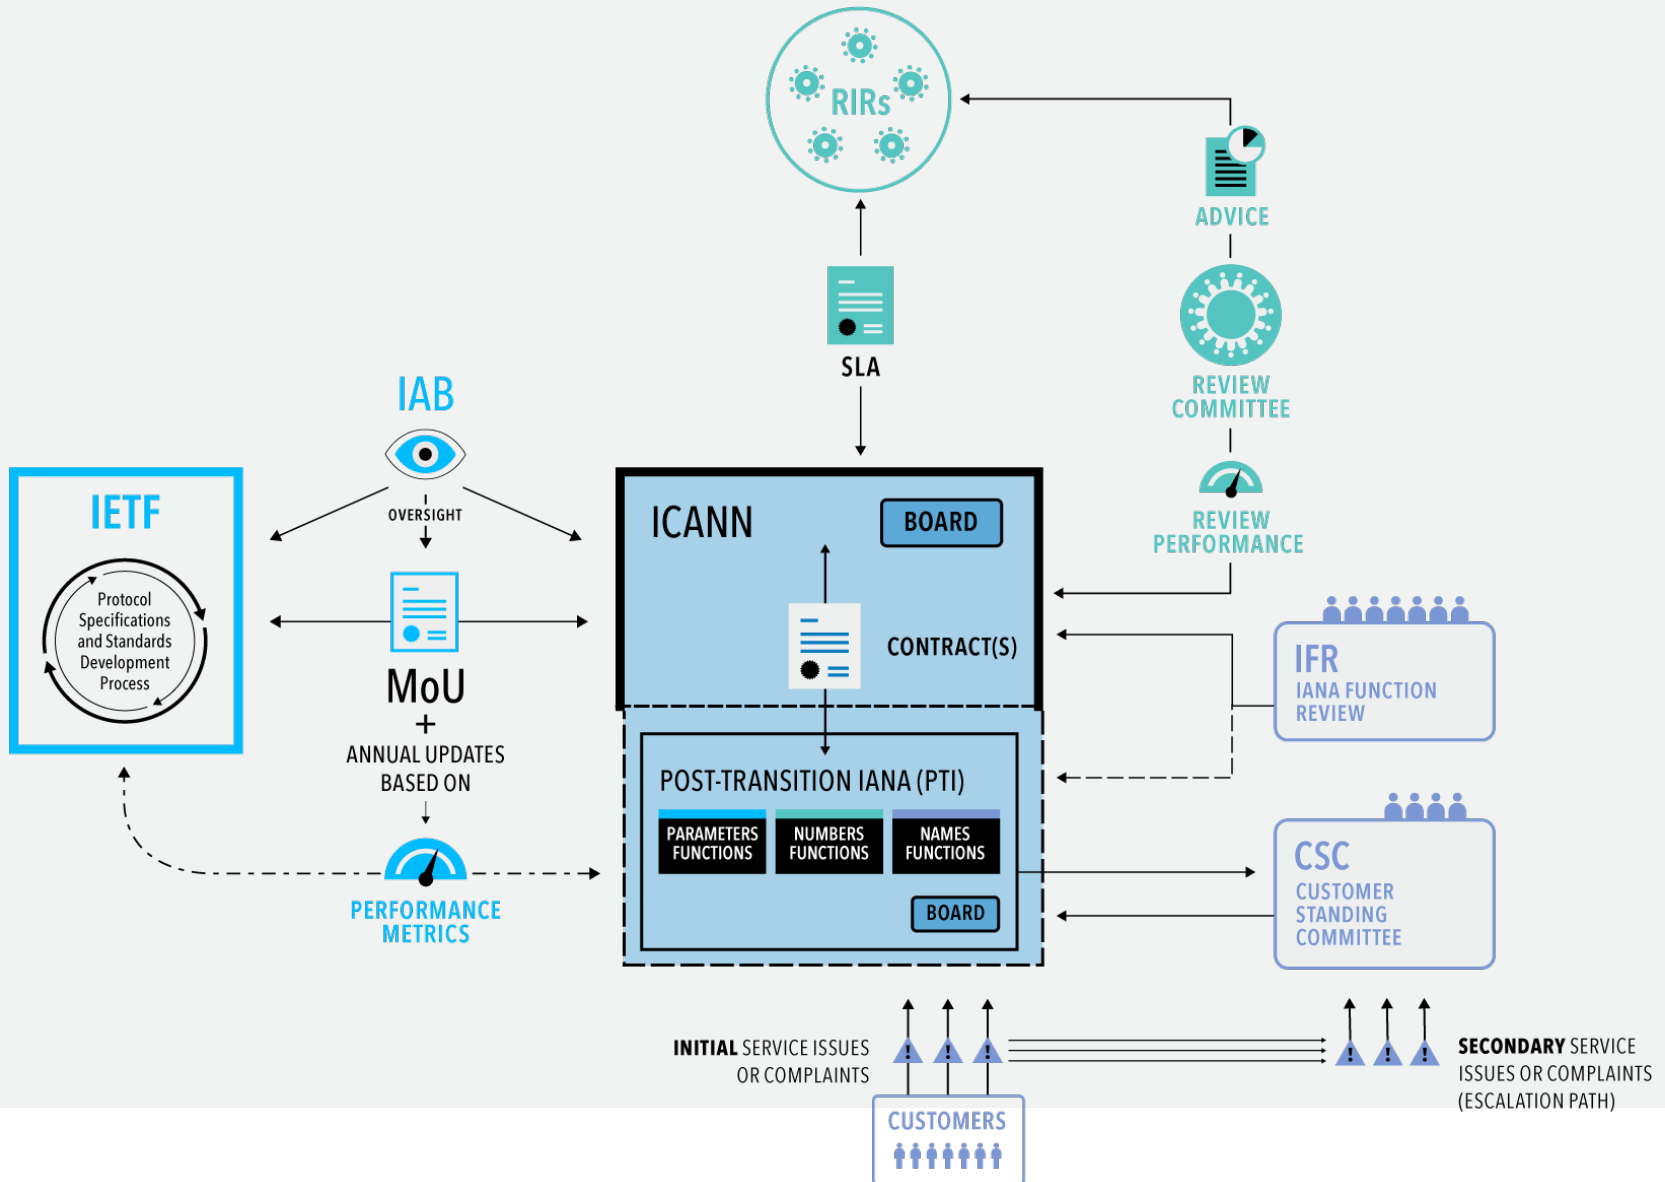 RIRs
ADVICE
SLA
REVIEW
COMMITTEE
REVIEW
PERFORMANCE
IAB
OVERSIGHT
IETF
Protocol
Specifications
and Standards
Development
Process
MoU
+
ANNUAL UPDATES
BASED ON
PERFORMANCE
METRICS
ICANN
BOARD
CONTRACT(S)
POST-TRANSITION IANA (PTI)
PARAMETERS
FUNCTIONS
NUMBERS
FUNCTIONS
NAMES
FUNCTIONS
BOARD
IFR
IANA FUNCTION
REVIEW
CSC
CUSTOMER
STANDING
COMMITTEE
INITIAL SERVICE ISSUES
OR COMPLAINTS
! ! !
! ! !
SECONDARY SERVICE
ISSUES OR COMPLAINTS
(ESCALATION PATH)
CUSTOMERS